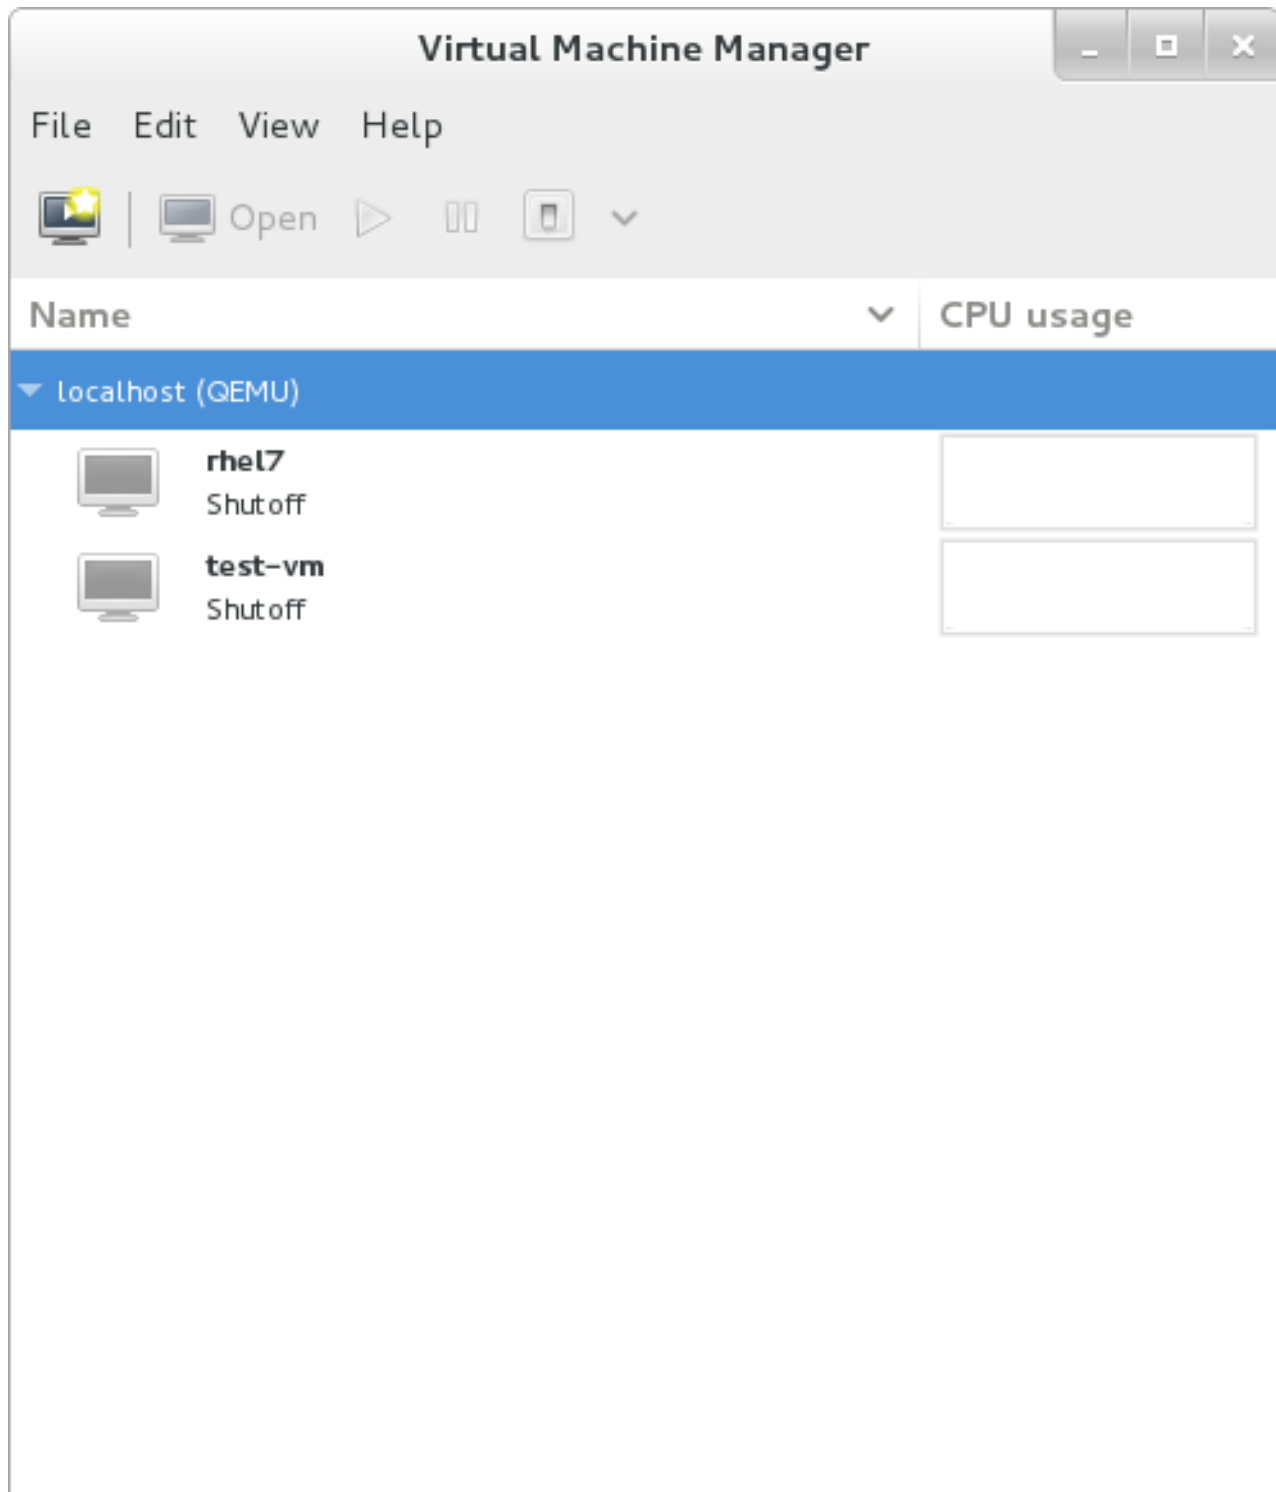 Virtual Machine Manager
File Edit View Help
Open
Name CPU usage
localhost (QEMU)
rhel7
Shutoff
test-vm
Shutoff